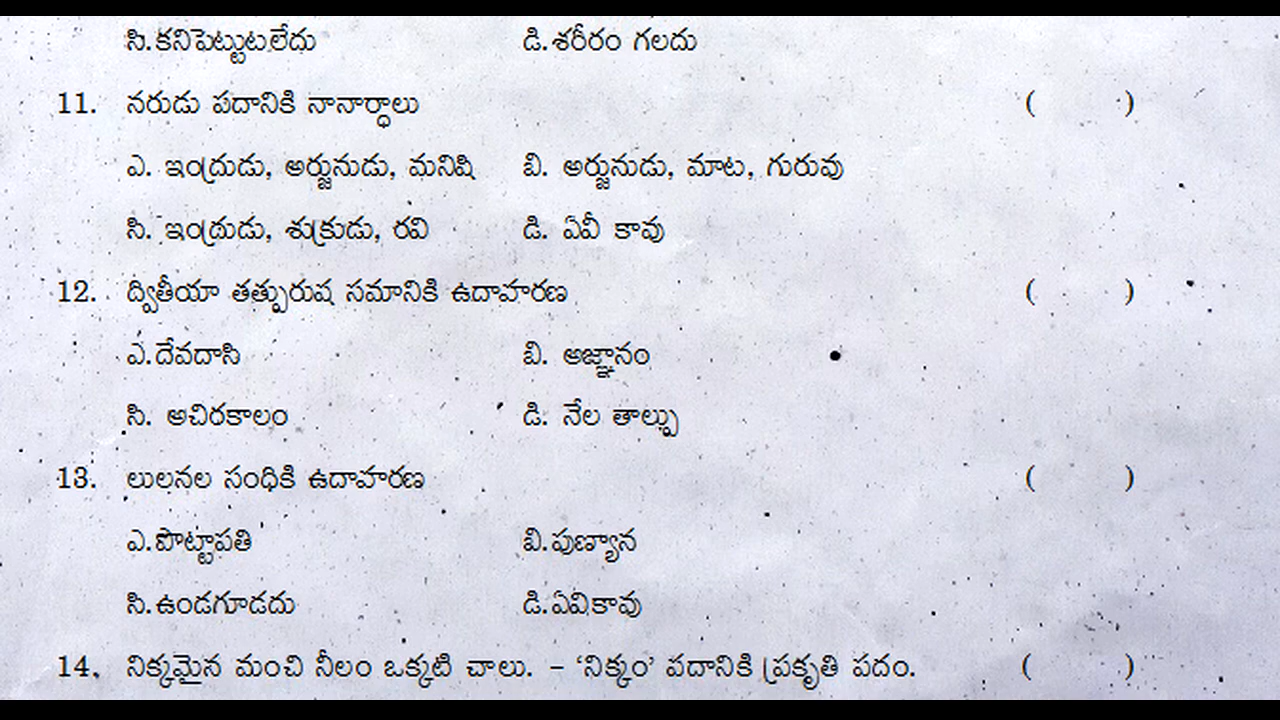 సి.కనిపెట్టుటలేదు డి.శరీరం గలదు
11. నరుడు పదానికి నానార్ధాలు ( )
ఎ. ఇంద్రుడు, అర్జునుడు, మనిషి బి. అర్జునుడు, మాట, గురువు
సి. ఇంద్రుడు, శుక్రుడు, రవి డి. ఏవీ కావు
12. ద్వితీయా తత్పురుష సమానికి ఉదాహరణ ( )
ఎ.దేవదాసి బి. అజ్ఞానం
సి. అచిరకాలం డి. నేల తాల్పు
13. లులనల సంధికి ఉదాహరణ ( )
ఎ.పొట్టాపతి బి.పుణ్యాన
సి.ఉండగూడదు డి.ఏవికావు
14. నిక్కమైన మంచి నీలం ఒక్కటి చాలు. - 'నిక్కం' పదానికి ప్రకృతి పదం. ( )